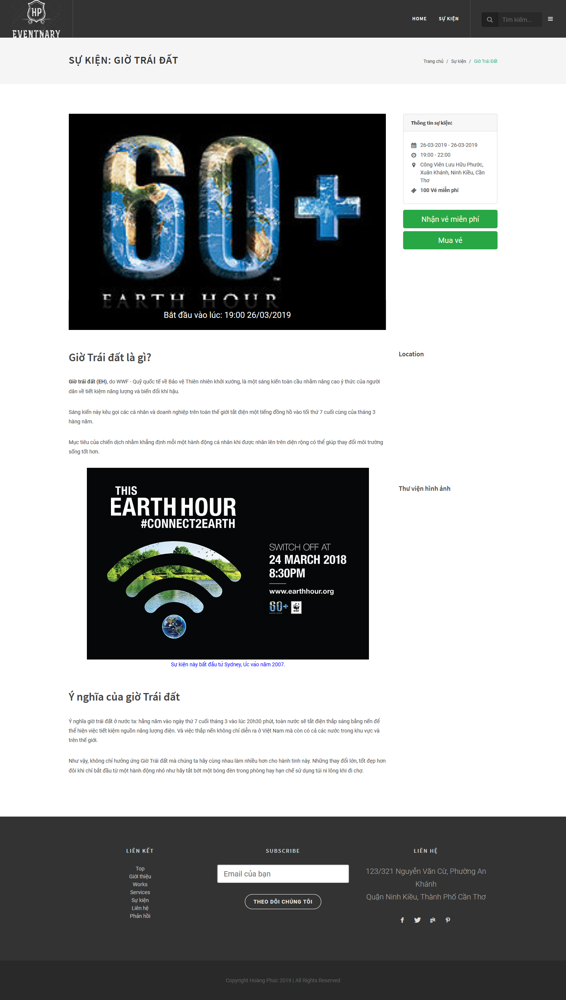 HP
EVENTNARY
HOME
SỰ KIỆN
Tìm kiếm...
SỰ KIỆN: GIỜ TRÁI ĐẤT
Trang chủ / Sự kiện / Giờ Trái Đất
60+
TM
EARTH HOUR
Bắt đầu vào lúc: 19:00 26/03/2019
Thông tin sự kiện:
26-03-2019 - 26-03-2019
19:00 - 22:00
Công Viên Lưu Hữu Phước,
Xuân Khánh, Ninh Kiều, Cần
Thơ
100 Vé miễn phí
Nhận vé miễn phí
Mua vé
Giờ Trái đất là gì?
Giờ trái đất (EH), do WWF - Quỹ quốc tế về Bảo vệ Thiên nhiên khởi xướng, là một sáng kiến toàn cầu nhằm nâng cao ý thức của người
dân về tiết kiệm năng lượng và biến đổi khí hậu.
Sáng kiến này kêu gọi các cá nhân và doanh nghiệp trên toàn thế giới tắt điện một tiếng đồng hồ vào tối thứ 7 cuối cùng của tháng 3
hàng năm.
Mục tiêu của chiến dịch nhằm khẳng định mỗi một hành động cá nhân khi được nhân lên trên diện rộng có thể giúp thay đổi môi trường
sống tốt hơn.
Location
Thư viện hình ảnh
THIS
EARTH HOUR
#CONNECT2EARTH
SWITCH OFF AT
24 MARCH 2018
8:30PM
www.earthhour.org
60+
EARTH HOUR
WWF
Sự kiện này bắt đầu từ Sydney, Úc vào năm 2007.
Ý nghĩa của giờ Trái đất
Ý nghĩa giờ trái đất ở nước ta: hằng năm vào ngày thứ 7 cuối tháng 3 vào lúc 20h30 phút, toàn nước sẽ tắt điện thắp sáng bằng nến để
thể hiện việc tiết kiệm nguồn năng lượng điện. Và việc thắp nến không chỉ diễn ra ở Việt Nam mà còn có cả các nước trong khu vực và
trên thế giới.
Như vậy, không chỉ hưởng ứng Giờ Trái đất mà chúng ta hãy cùng nhau làm nhiều hơn cho hành tinh này. Những thay đổi lớn, tốt đẹp hơn
đôi khi chỉ bắt đầu từ một hành động nhỏ như hãy tắt bớt một bóng đèn trong phòng hay hạn chế sử dụng túi ni lông khi đi chợ.
LIÊN KẾT
Top
Giới thiệu
Works
Services
Sự kiện
Liên hệ
Phản hồi
SUBSCRIBE
Email của bạn
THEO DÕI CHÚNG TÔI
LIÊN HỆ
123/321 Nguyễn Văn Cừ, Phường An
Khánh
Quận Ninh Kiều, Thành Phố Cần Thơ
git
Copyright Hoàng Phúc 2019 | All Rights Reserved